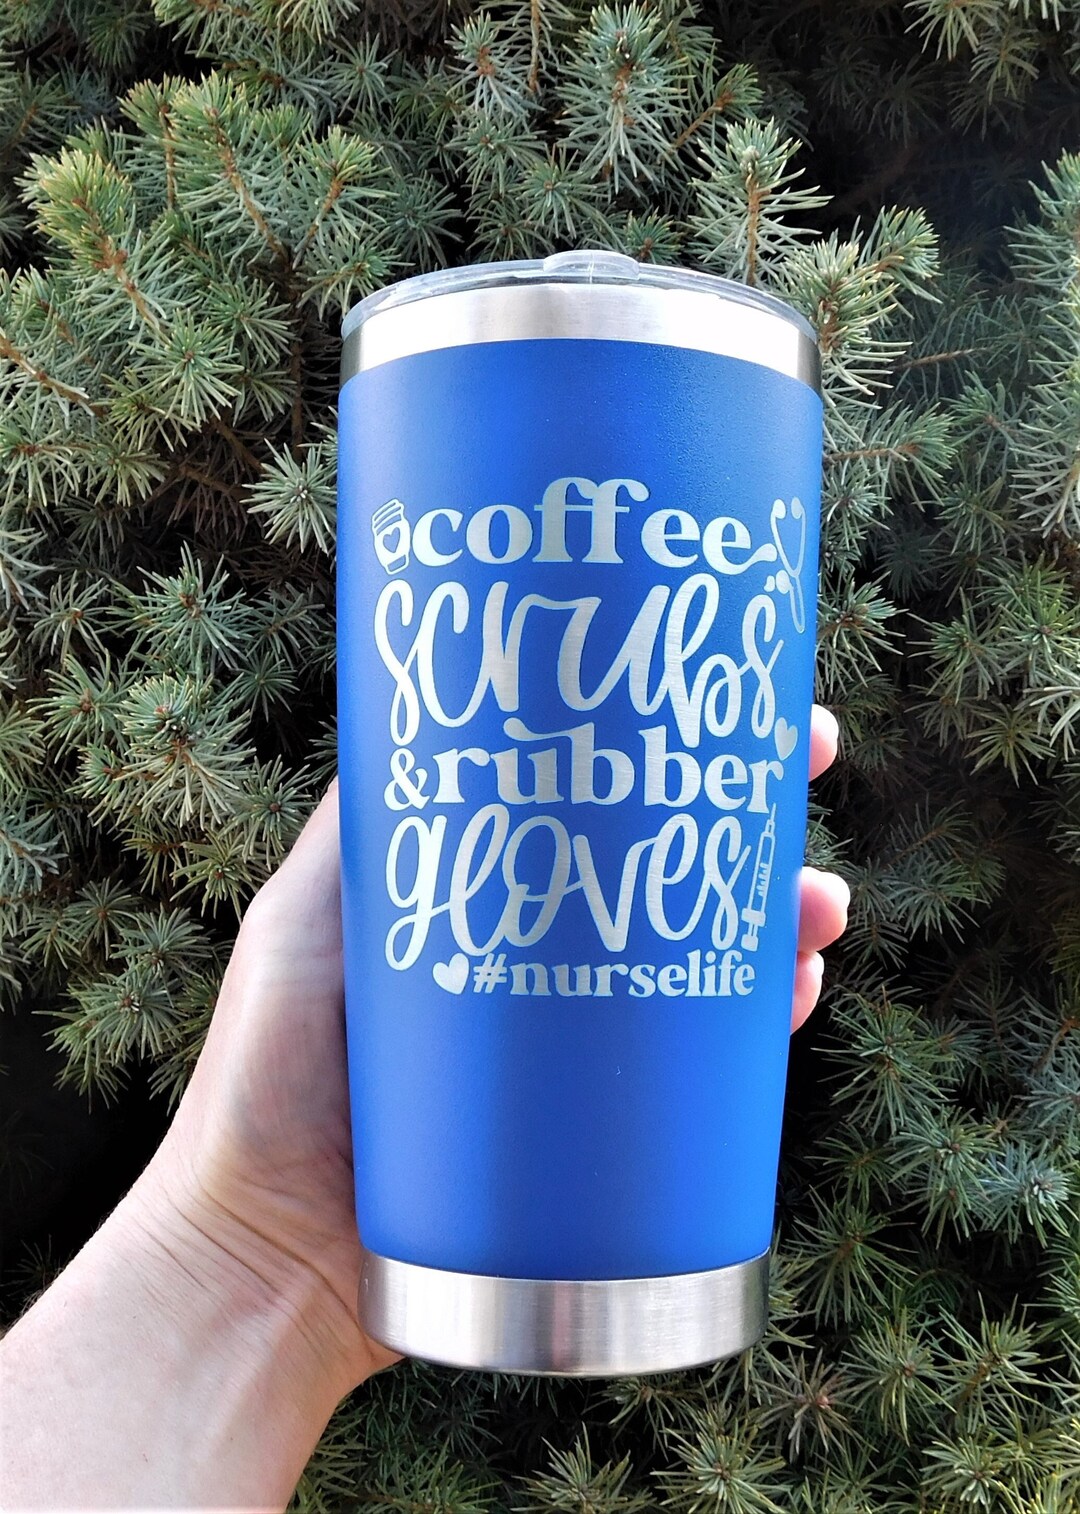 coffee
scrubs
& rubber
gloves
#nurselife